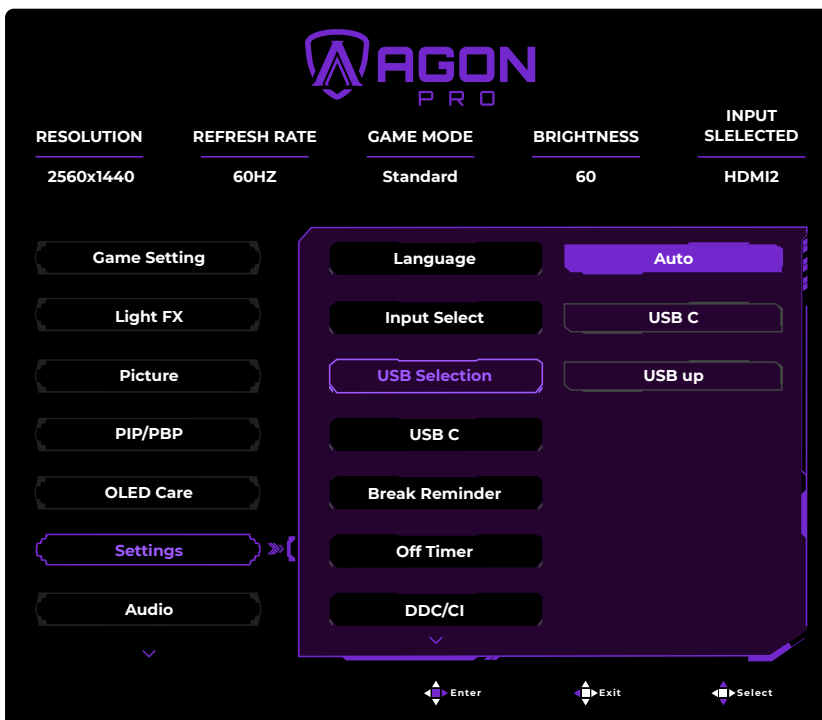 AGON
PRO
RESOLUTION REFRESH RATE GAME MODE BRIGHTNESS INPUT SLELECTED
2560x1440 60HZ Standard 60 HDMI2
Game Setting Language Auto
Light FX Input Select USB C
Picture USB Selection USB up
PIP/PBP USB C
OLED Care Break Reminder
Settings Off Timer
Audio DDC/CI
Enter Exit Select